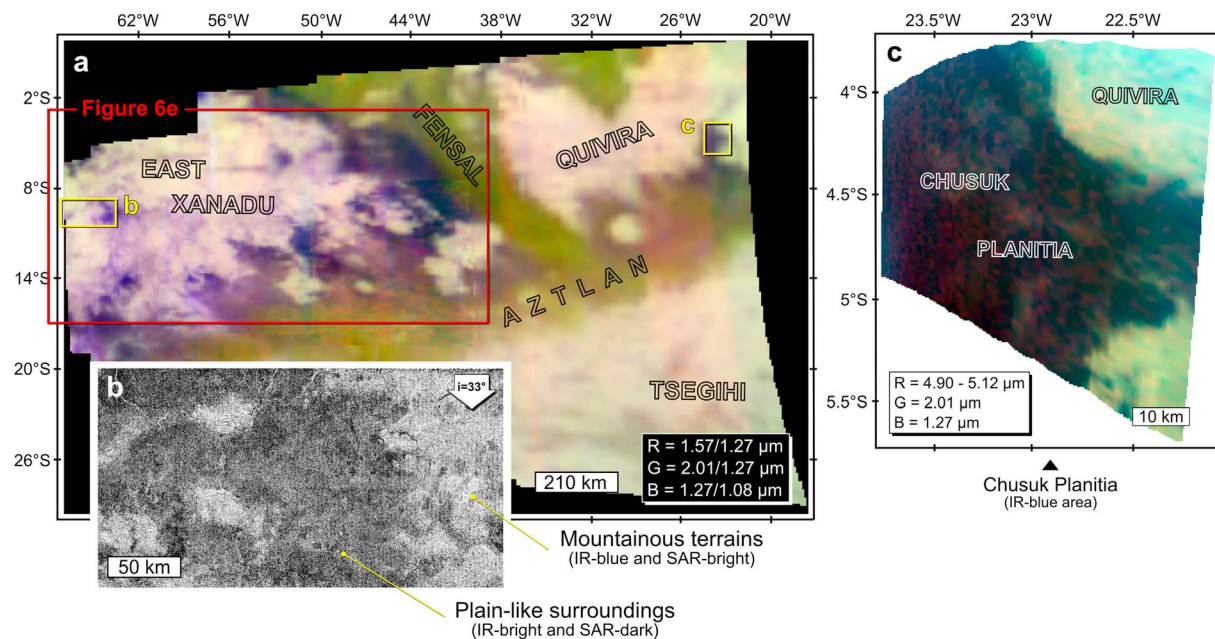 62°W 56°W 50°W 44°W 38°W 32°W 26°W 20°W
a
2°S
8°S
14°S
20°S
26°S
Figure 6e
EAST
XANADU
b
FENSAL
QUIVIRA
c
AZTLAN
TSEGIHI
210 km
R = 1.57/1.27 µm
G = 2.01/1.27 µm
B = 1.27/1.08 µm
b
i=33°
50 km
Mountainous terrains
(IR-blue and SAR-bright)
Plain-like surroundings
(IR-bright and SAR-dark)
23.5°W 23°W 22.5°W
c
4°S
4.5°S
5°S
5.5°S
QUIVIRA
CHUSUK
PLANITIA
R = 4.90 - 5.12 µm
G = 2.01 µm
B = 1.27 µm
10 km
Chusuk Planitia
(IR-blue area)